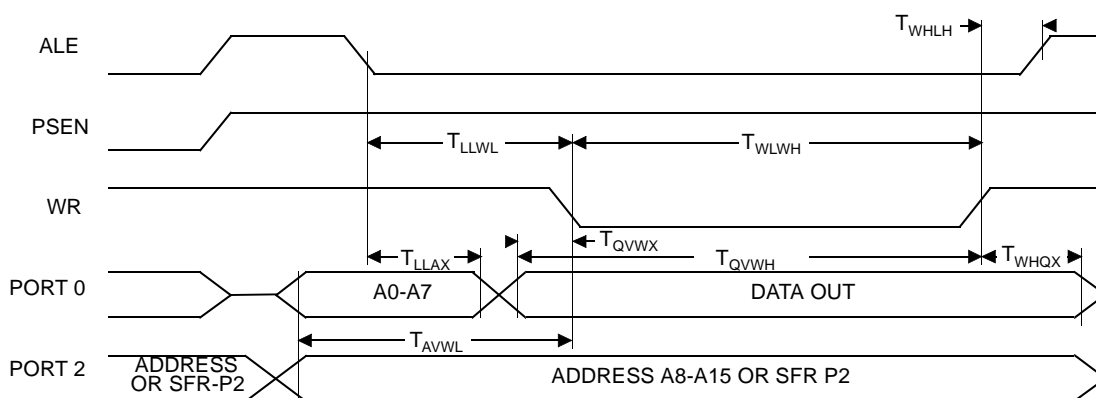 T_WHLH
ALE
PSEN
T_LLWL
T_WLWH
WR
T_QVWX
T_LLAX
T_QVWH
T_WHQX
PORT 0
A0-A7
DATA OUT
T_AVWL
PORT 2
ADDRESS
OR SFR-P2
ADDRESS A8-A15 OR SFR P2